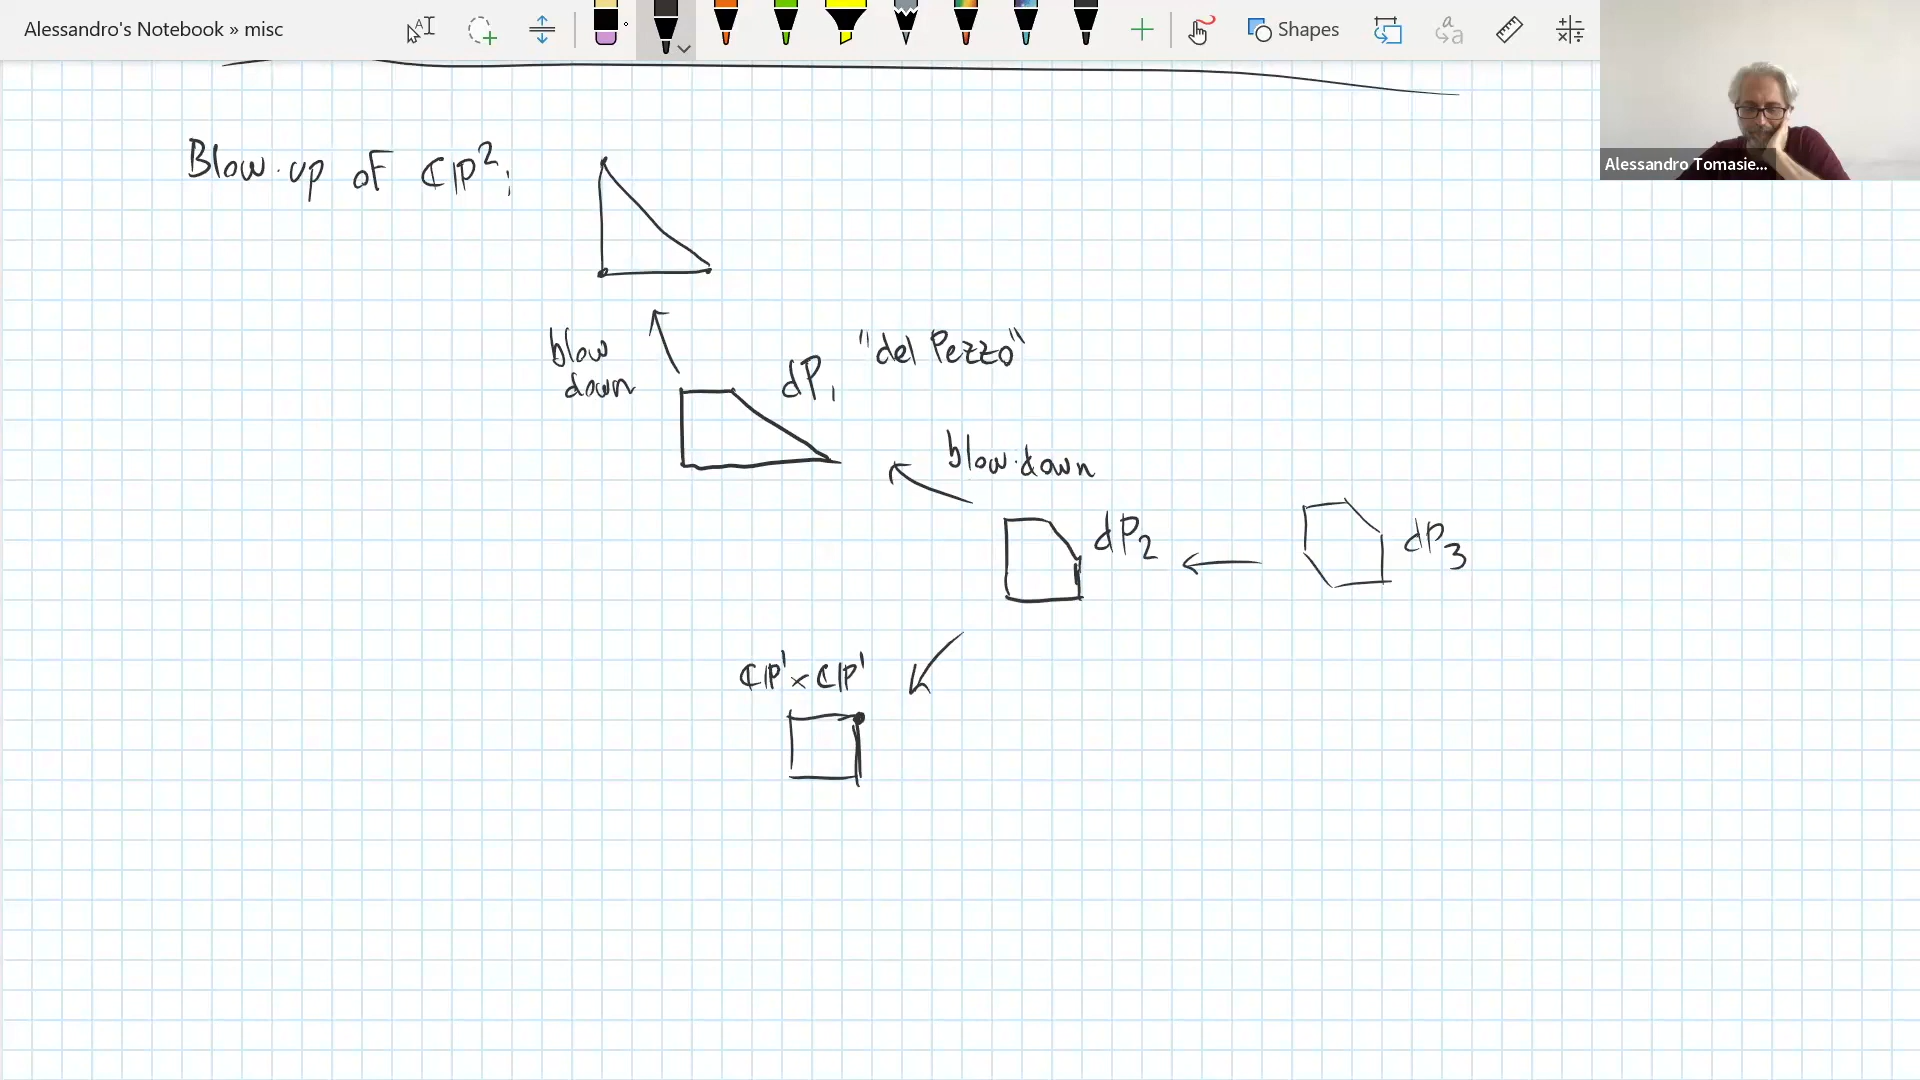 Alessandro's Notebook » misc
Shapes
Alessandro Tomasie...
Blow-up of ℂℙ²:
blow
down
dP₁
"del Pezzo"
blow-down
dP₂
dP₃
ℂℙ¹×ℂℙ¹